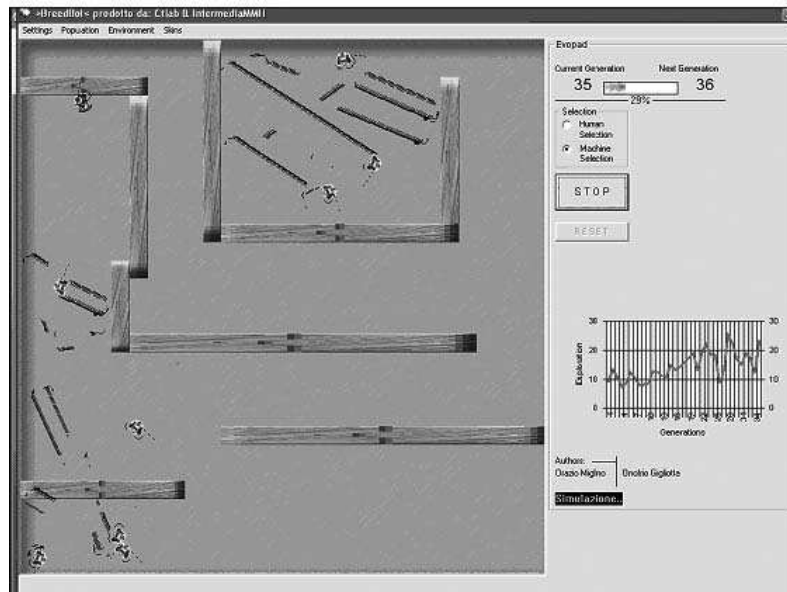 >BreedBot< prodotto da: Ctlab & IntermediaMMII
Settings Population Environment Skins
Evopad
Current Generation Next Generation
35 36
29%
Selection
Human Selection
Machine Selection
STOP
RESET
30 30
20 20
10 10
0 0
Exploration
Generations
Authors:
Orazio Miglino Onofrio Gigliotta
Simulazione..